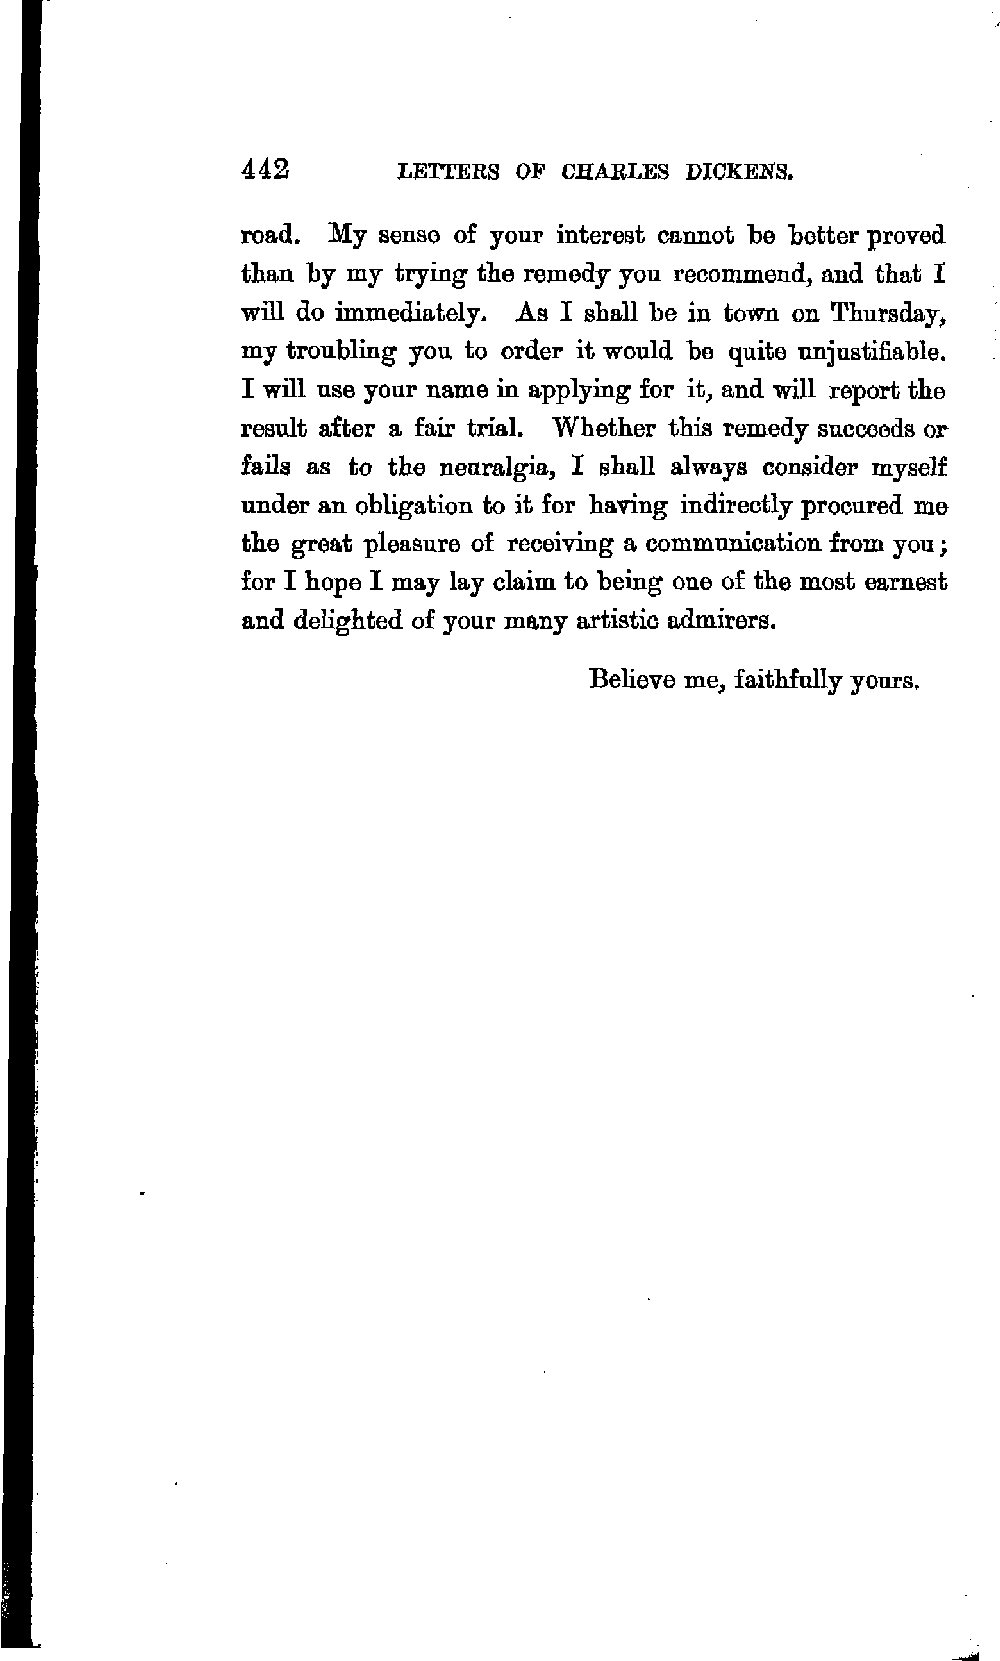 442 LETTERS OF CHARLES DICKENS.
road. My sense of your interest cannot be better proved
than by my trying the remedy you recommend, and that I
will do immediately. As I shall be in town on Thursday,
my troubling you to order it would be quite unjustifiable.
I will use your name in applying for it, and will report the
result after a fair trial. Whether this remedy succeeds or
fails as to the neuralgia, I shall always consider myself
under an obligation to it for having indirectly procured me
the great pleasure of receiving a communication from you;
for I hope I may lay claim to being one of the most earnest
and delighted of your many artistic admirers.
Believe me, faithfully yours.